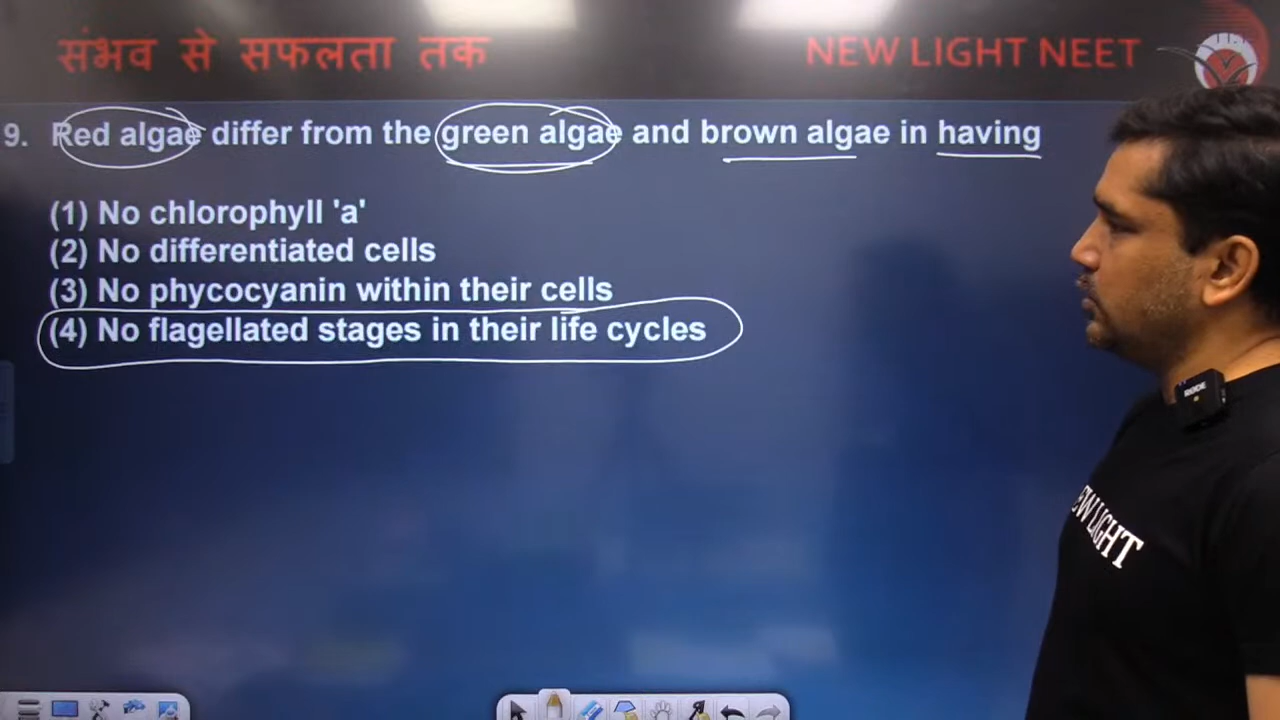 संभव से सफलता तक
NEW LIGHT NEET
9. Red algae differ from the green algae and brown algae in having
(1) No chlorophyll 'a'
(2) No differentiated cells
(3) No phycocyanin within their cells
(4) No flagellated stages in their life cycles
RODE
EW LIGHT